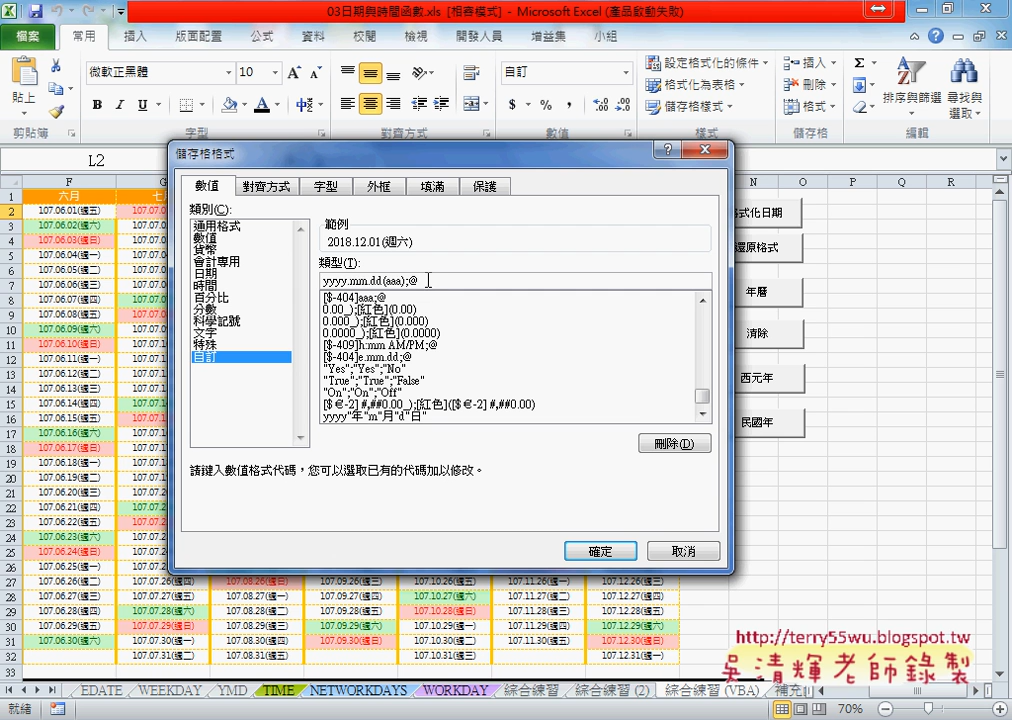 03日期與時間函數.xls [相容模式] - Microsoft Excel (產品啟動失敗)
檔案 常用 插入 版面配置 公式 資料 校閱 檢視 開發人員 增益集 小組
貼上 微軟正黑體 10 自訂 設定格式化的條件 格式化為表格 儲存格樣式 插入 刪除 格式 排序與篩選 尋找與選取
剪貼簿 字型 對齊方式 數值 樣式 儲存格 編輯
L2
儲存格格式
數值 對齊方式 字型 外框 填滿 保護
類別(C):
通用格式
數值
貨幣
會計專用
日期
時間
百分比
分數
科學記號
文字
特殊
自訂
範例
2018.12.01(週六)
類型(T):
yyyy.mm.dd(aaa);@
[$-404]aaa;@
0.00_);[紅色](0.00)
0.000_);[紅色](0.000)
0.0000_);[紅色](0.0000)
[$-409]h:mm AM/PM;@
[$-404]e.mm.dd;@
"Yes";"Yes";"No"
"True";"True";"False"
"On";"On";"Off"
[$€-2] #,##0.00_);[紅色]([$€-2] #,##0.00)
yyyy"年"m"月"d"日"
刪除(D)
請鍵入數值格式代碼，您可以選取已有的代碼加以修改。
確定 取消
F N O P Q R
六月
107.06.01(週五)
107.06.02(週六)
107.06.03(週日)
107.06.04(週一)
107.06.05(週二)
107.06.06(週三)
107.06.07(週四)
107.06.08(週五)
107.06.09(週六)
107.06.10(週日)
107.06.11(週一)
107.06.12(週二)
107.06.13(週三)
107.06.14(週四)
107.06.15(週五)
107.06.16(週六)
107.06.17(週日)
107.06.18(週一)
107.06.19(週二)
107.06.20(週三)
107.06.21(週四)
107.06.22(週五)
107.06.23(週六)
107.06.24(週日)
107.06.25(週一)
107.06.26(週二) 107.07.26(週四) 107.08.26(週日) 107.09.26(週三) 107.10.26(週五) 107.11.26(週一) 107.12.26(週三)
107.06.27(週三) 107.07.27(週五) 107.08.27(週一) 107.09.27(週四) 107.10.27(週六) 107.11.27(週二) 107.12.27(週四)
107.06.28(週四) 107.07.28(週六) 107.08.28(週二) 107.09.28(週五) 107.10.28(週日) 107.11.28(週三) 107.12.28(週五)
107.06.29(週五) 107.07.29(週日) 107.08.29(週三) 107.09.29(週六) 107.10.29(週一) 107.11.29(週四) 107.12.29(週六)
107.06.30(週六) 107.07.30(週一) 107.08.30(週四) 107.09.30(週日) 107.10.30(週二) 107.11.30(週五) 107.12.30(週日)
107.07.31(週二) 107.08.31(週五) 107.10.31(週三) 107.12.31(週一)
式化日期
還原格式
年曆
清除
西元年
民國年
http://terry55wu.blogspot.tw
吳清輝老師錄製
EDATE WEEKDAY YMD TIME NETWORKDAYS WORKDAY 綜合練習 綜合練習 (2) 綜合練習 (VBA) 補充
就緒 70%